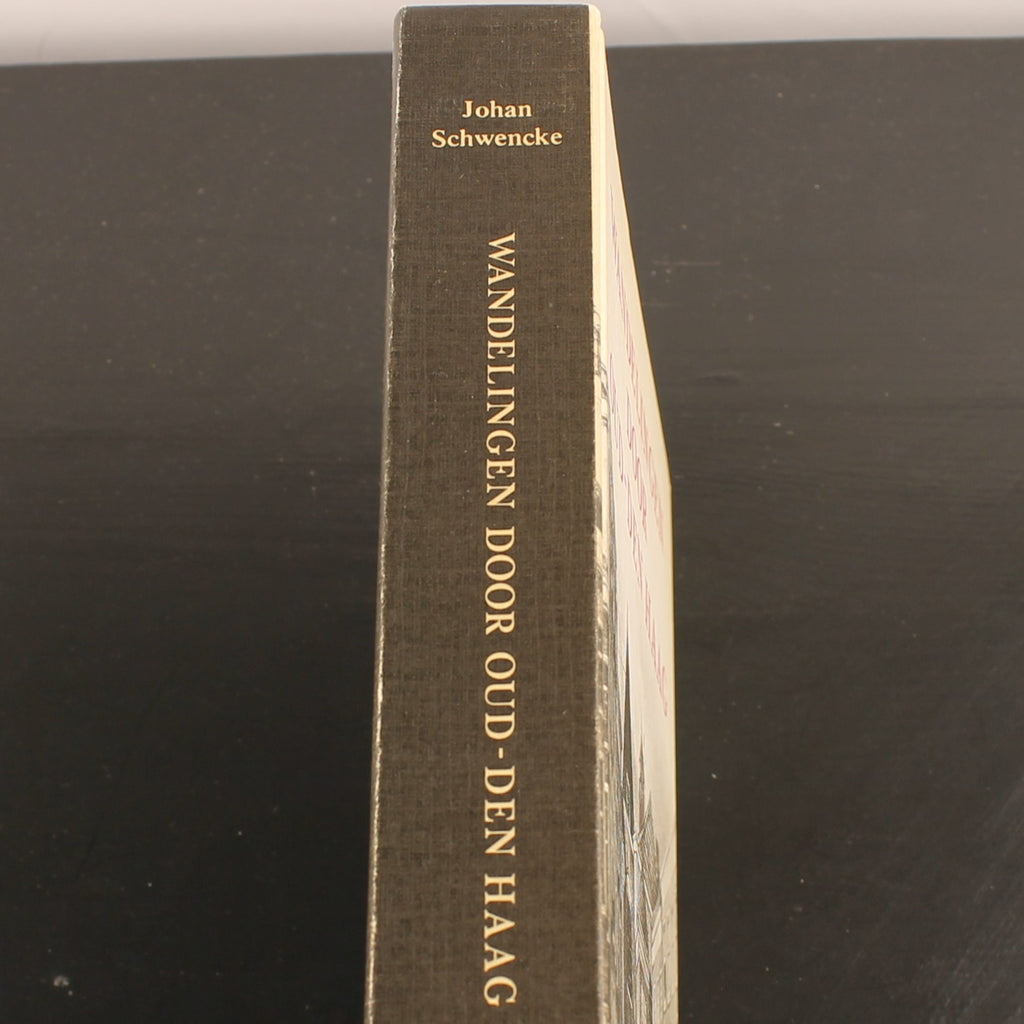 Johan
Schwencke
WANDELINGEN DOOR OUD-DEN HAAG